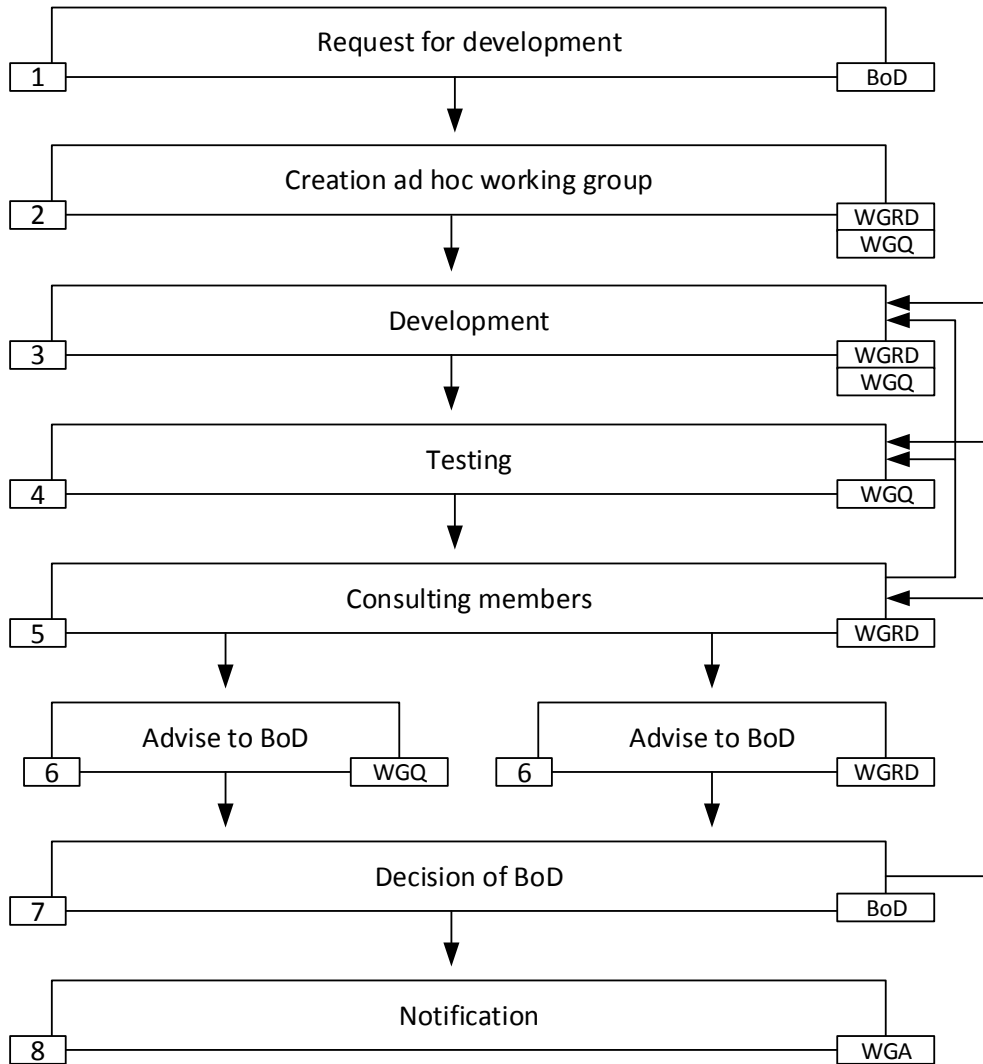 Request for development
1
BoD
Creation ad hoc working group
2
WGRD
WGQ
Development
3
WGRD
WGQ
Testing
4
WGQ
Consulting members
5
WGRD
Advise to BoD
6
WGQ
Advise to BoD
6
WGRD
Decision of BoD
7
BoD
Notification
8
WGA